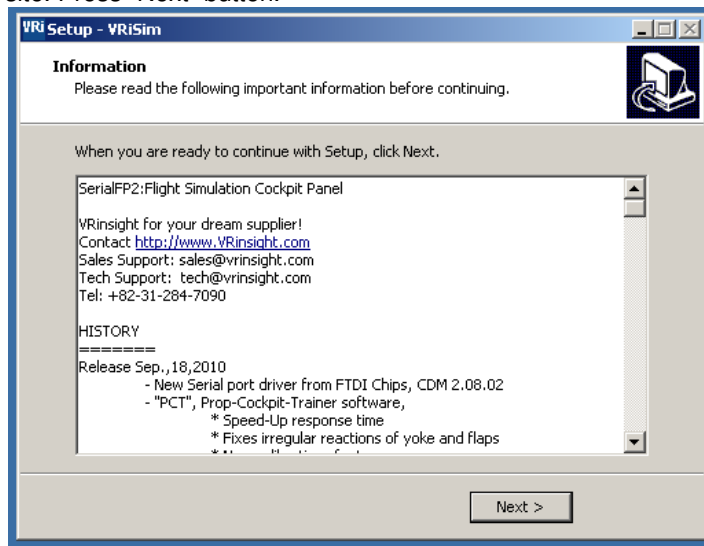 site. Press "Next" button.
VRi Setup - VRiSim
Information
Please read the following important information before continuing.
When you are ready to continue with Setup, click Next.
SerialFP2:Flight Simulation Cockpit Panel
VRinsight for your dream supplier!
Contact http://www.VRinsight.com
Sales Support: sales@vrinsight.com
Tech Support: tech@vrinsight.com
Tel: +82-31-284-7090
HISTORY
=======
Release Sep.,18,2010
- New Serial port driver from FTDI Chips, CDM 2.08.02
- "PCT", Prop-Cockpit-Trainer software,
* Speed-Up response time
* Fixes irregular reactions of yoke and flaps
Next >